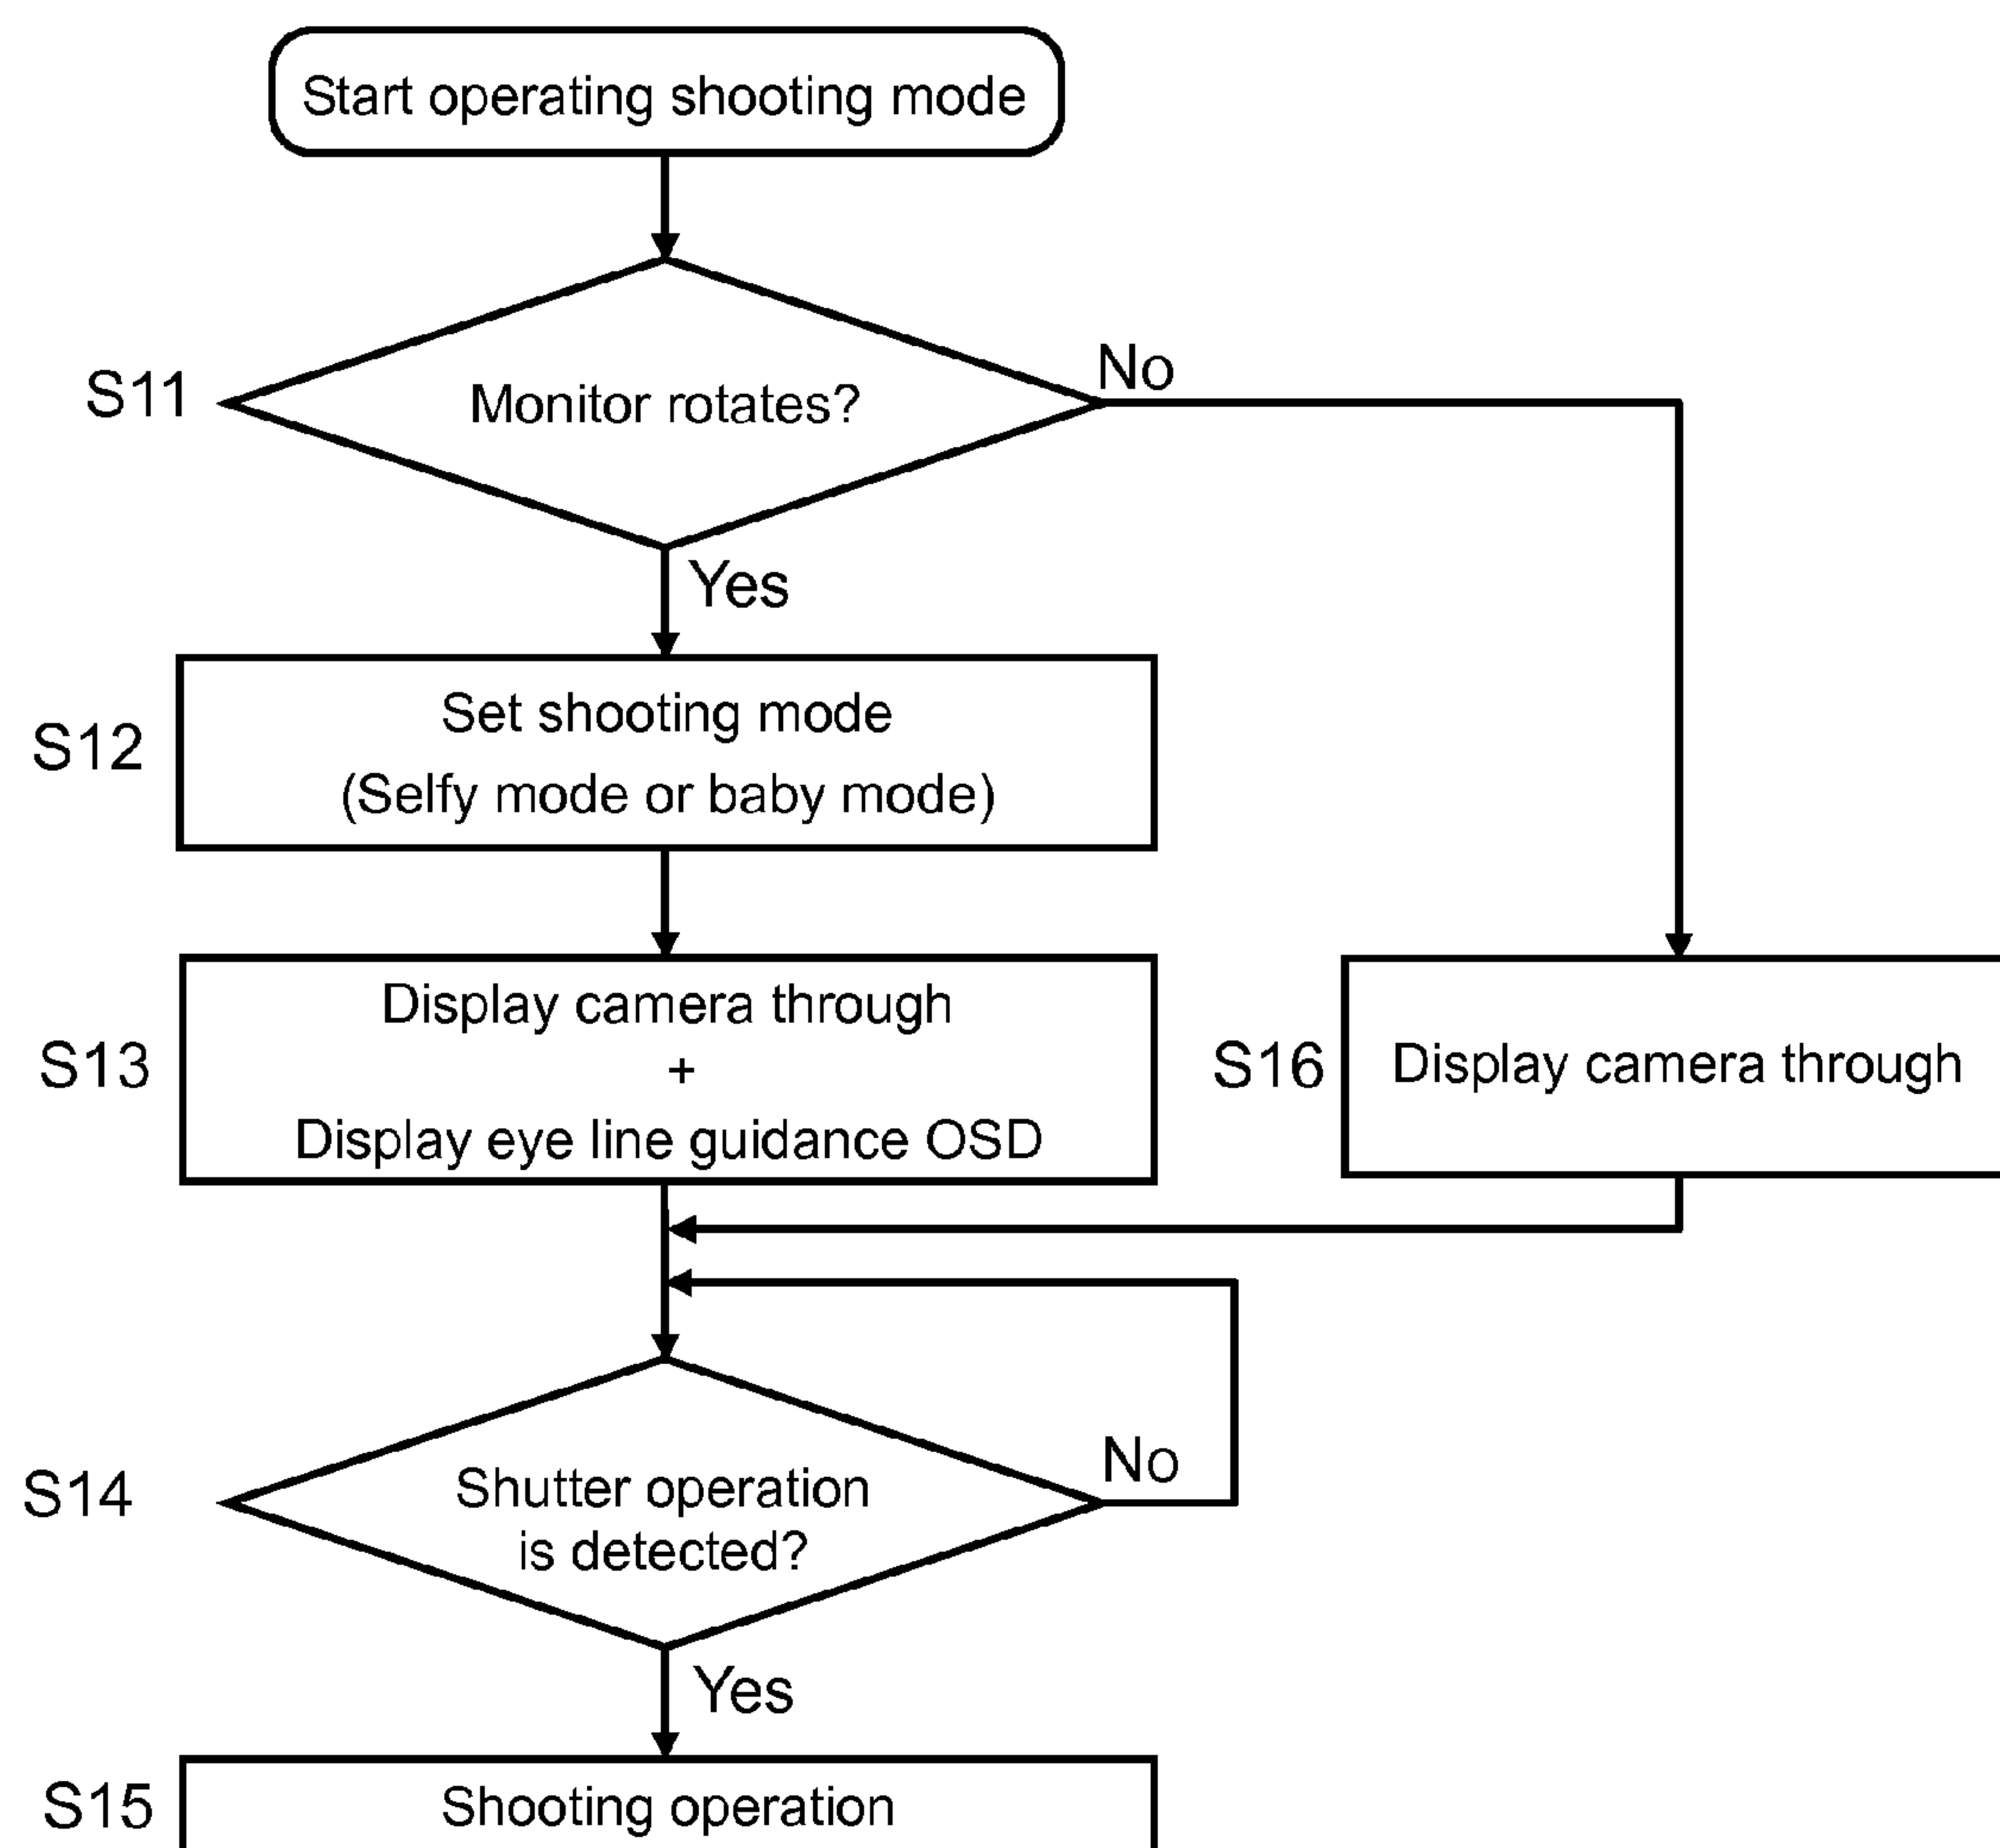 Start operating shooting mode
S11
Monitor rotates?
No
Yes
S12
Set shooting mode
(Selfy mode or baby mode)
S13
Display camera through
+
Display eye line guidance OSD
S16
Display camera through
S14
Shutter operation
is detected?
No
Yes
S15
Shooting operation